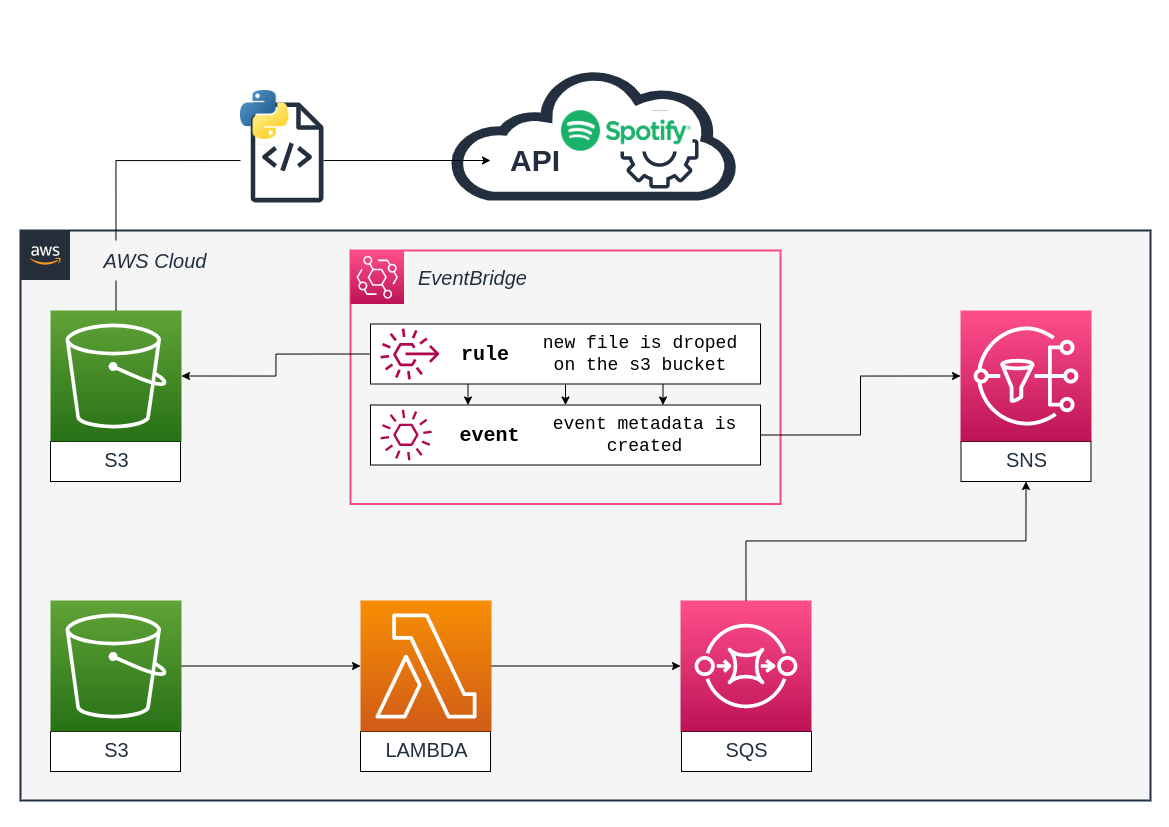 Spotify®
API
aws
AWS Cloud
EventBridge
rule
new file is droped
on the s3 bucket
event
event metadata is
created
S3
SNS
S3
LAMBDA
SQS